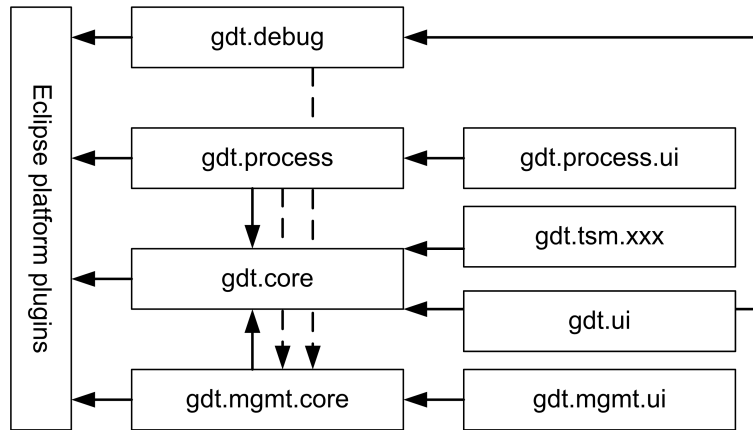 Eclipse platform plugins
gdt.debug
gdt.process
gdt.process.ui
gdt.tsm.xxx
gdt.core
gdt.ui
gdt.mgmt.core
gdt.mgmt.ui